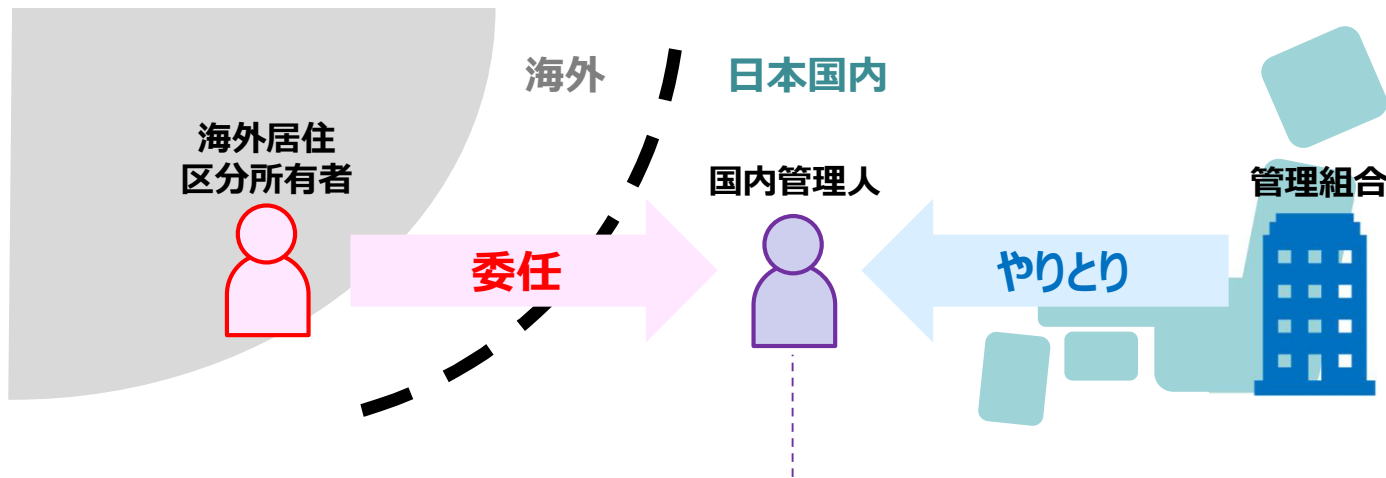 海外
日本国内
海外居住
区分所有者
国内管理人
管理組合
委任
やりとり